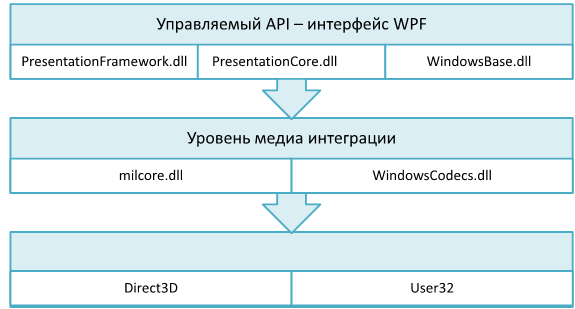 Управляемый API – интерфейс WPF
PresentationFramework.dll PresentationCore.dll WindowsBase.dll
Уровень медиа интеграции
milcore.dll WindowsCodecs.dll
Direct3D User32